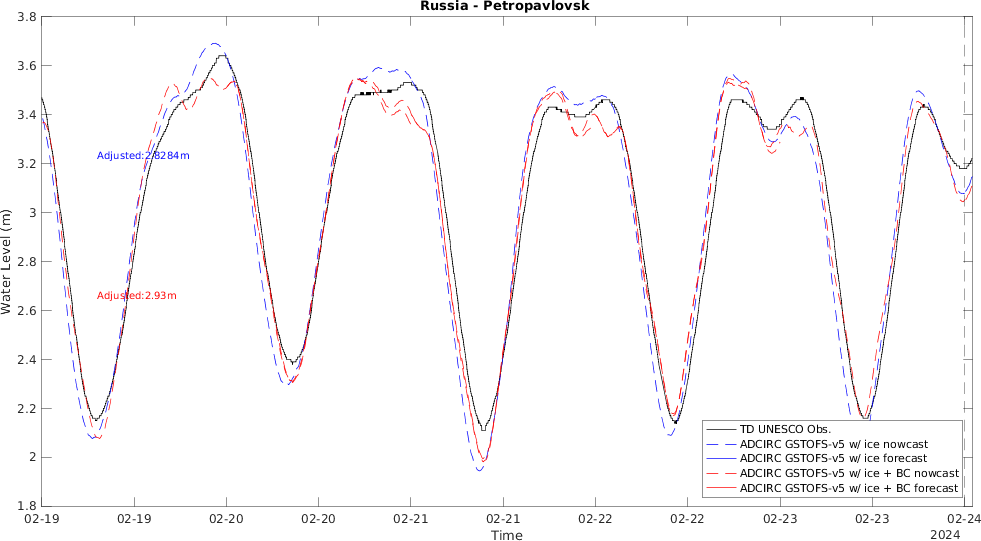 Russia - Petropavlovsk
3.8
3.6
3.4
3.2
3
2.8
2.6
2.4
2.2
2
1.8
Water Level (m)
Adjusted:2.8284m
Adjusted:2.93m
TD UNESCO Obs.
ADCIRC GSTOFS-v5 w/ ice nowcast
ADCIRC GSTOFS-v5 w/ ice forecast
ADCIRC GSTOFS-v5 w/ ice + BC nowcast
ADCIRC GSTOFS-v5 w/ ice + BC forecast
02-19 02-19 02-20 02-20 02-21 02-21 02-22 02-22 02-23 02-23 02-24
Time
2024